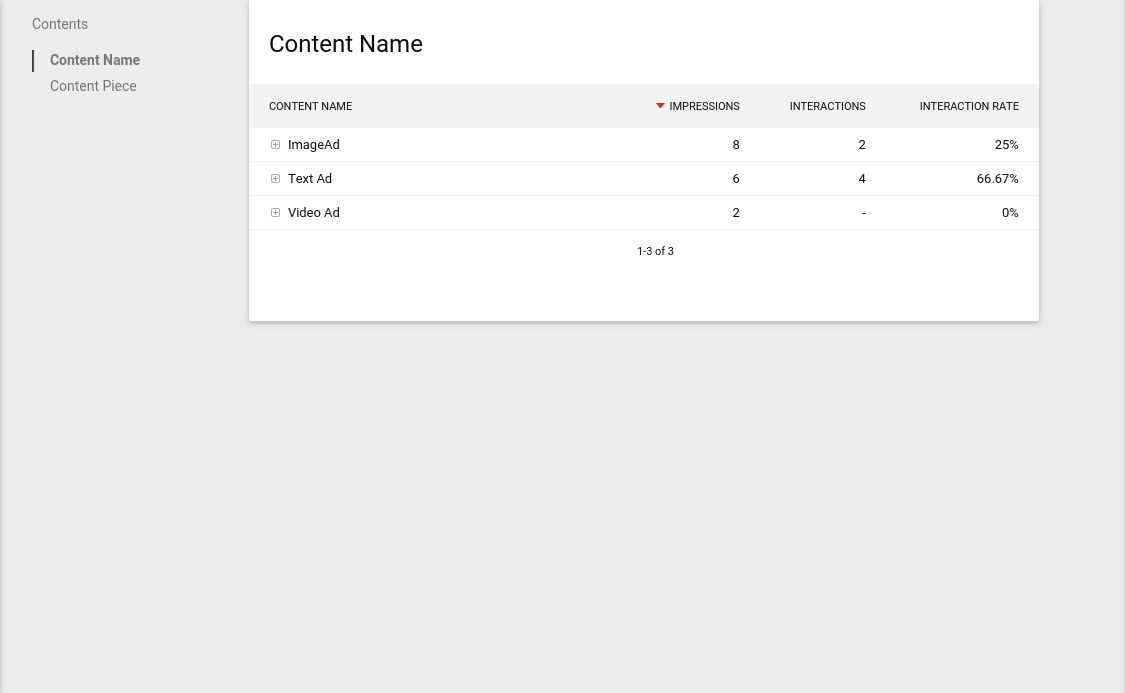 Contents
Content Name
Content Piece
Content Name
CONTENT NAME IMPRESSIONS INTERACTIONS INTERACTION RATE
ImageAd 8 2 25%
Text Ad 6 4 66.67%
Video Ad 2 - 0%
1-3 of 3